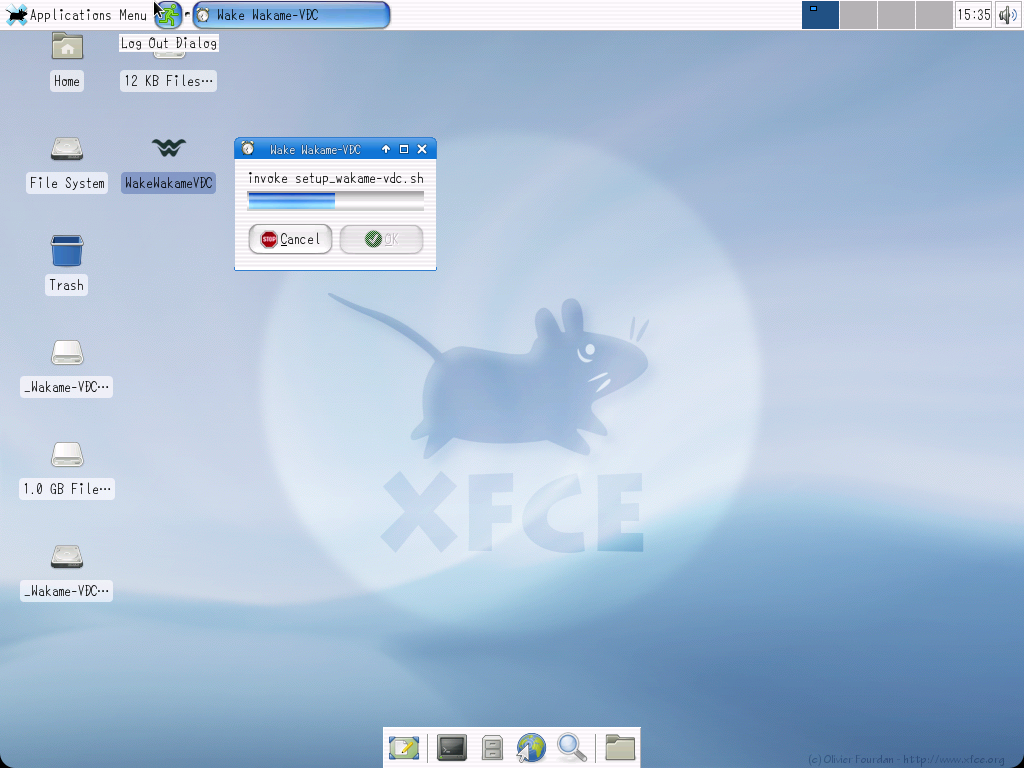 Applications Menu
Wake Wakame-VDC
15:35
Log Out Dialog
Home
12 KB Files…
File System
WakeWakameVDC
Trash
_Wakame-VDC…
1.0 GB File…
_Wakame-VDC…
Wake Wakame-VDC
invoke setup_wakame-vdc.sh
STOP
Cancel
OK
XFCE
(c) Olivier Fourdan - http://www.xfce.org